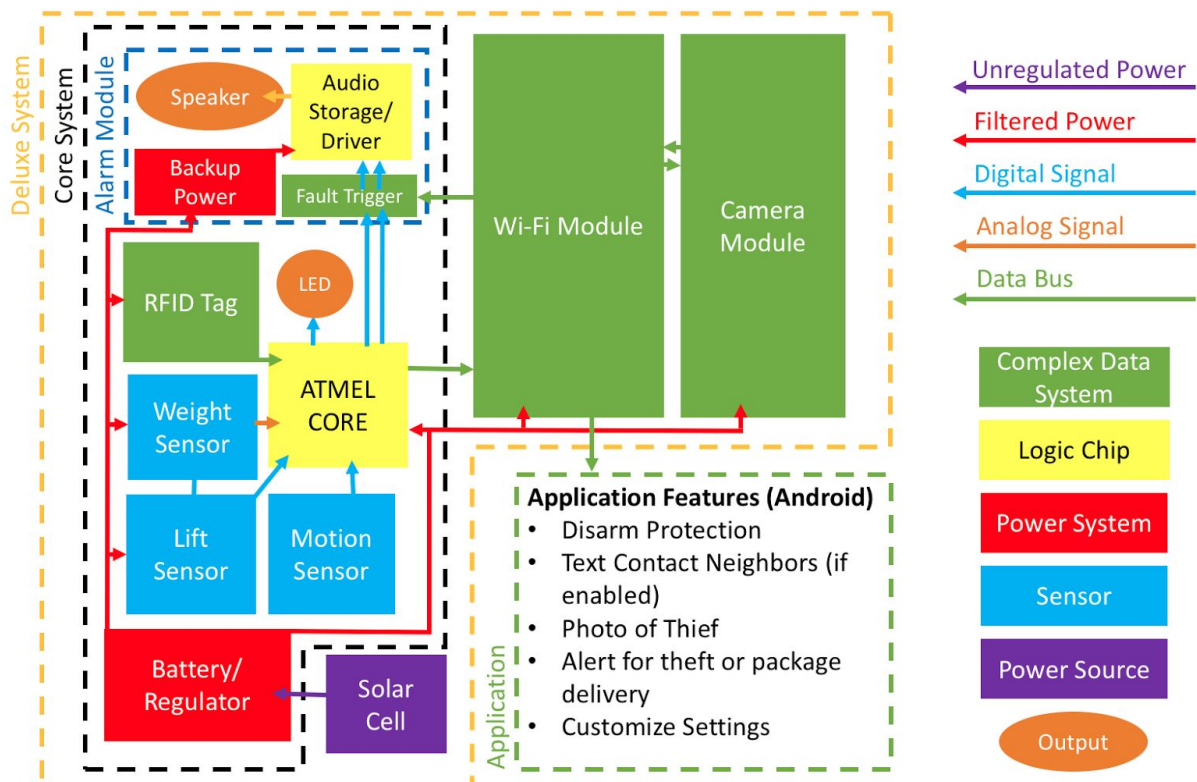 Deluxe System
Core System
Alarm Module
Speaker
Audio
Storage/
Driver
Backup
Power
Fault Trigger
RFID Tag
LED
ATMEL
CORE
Weight
Sensor
Lift
Sensor
Motion
Sensor
Battery/
Regulator
Solar
Cell
Wi-Fi Module
Camera
Module
Application
Application Features (Android)
• Disarm Protection
• Text Contact Neighbors (if
enabled)
• Photo of Thief
• Alert for theft or package
delivery
• Customize Settings
Unregulated Power
Filtered Power
Digital Signal
Analog Signal
Data Bus
Complex Data
System
Logic Chip
Power System
Sensor
Power Source
Output